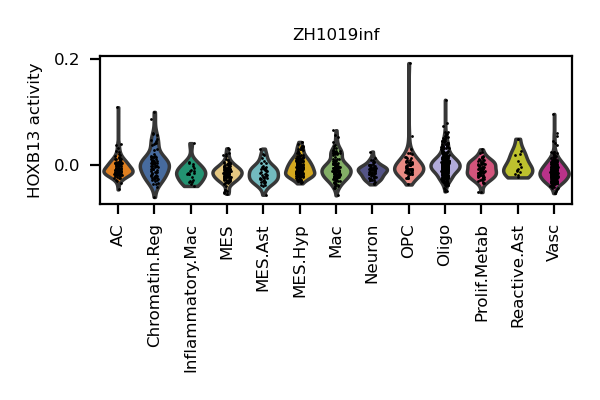 ZH1019inf
HOXB13 activity
0.2
0.0
AC
Chromatin.Reg
Inflammatory.Mac
MES
MES.Ast
MES.Hyp
Mac
Neuron
OPC
Oligo
Prolif.Metab
Reactive.Ast
Vasc